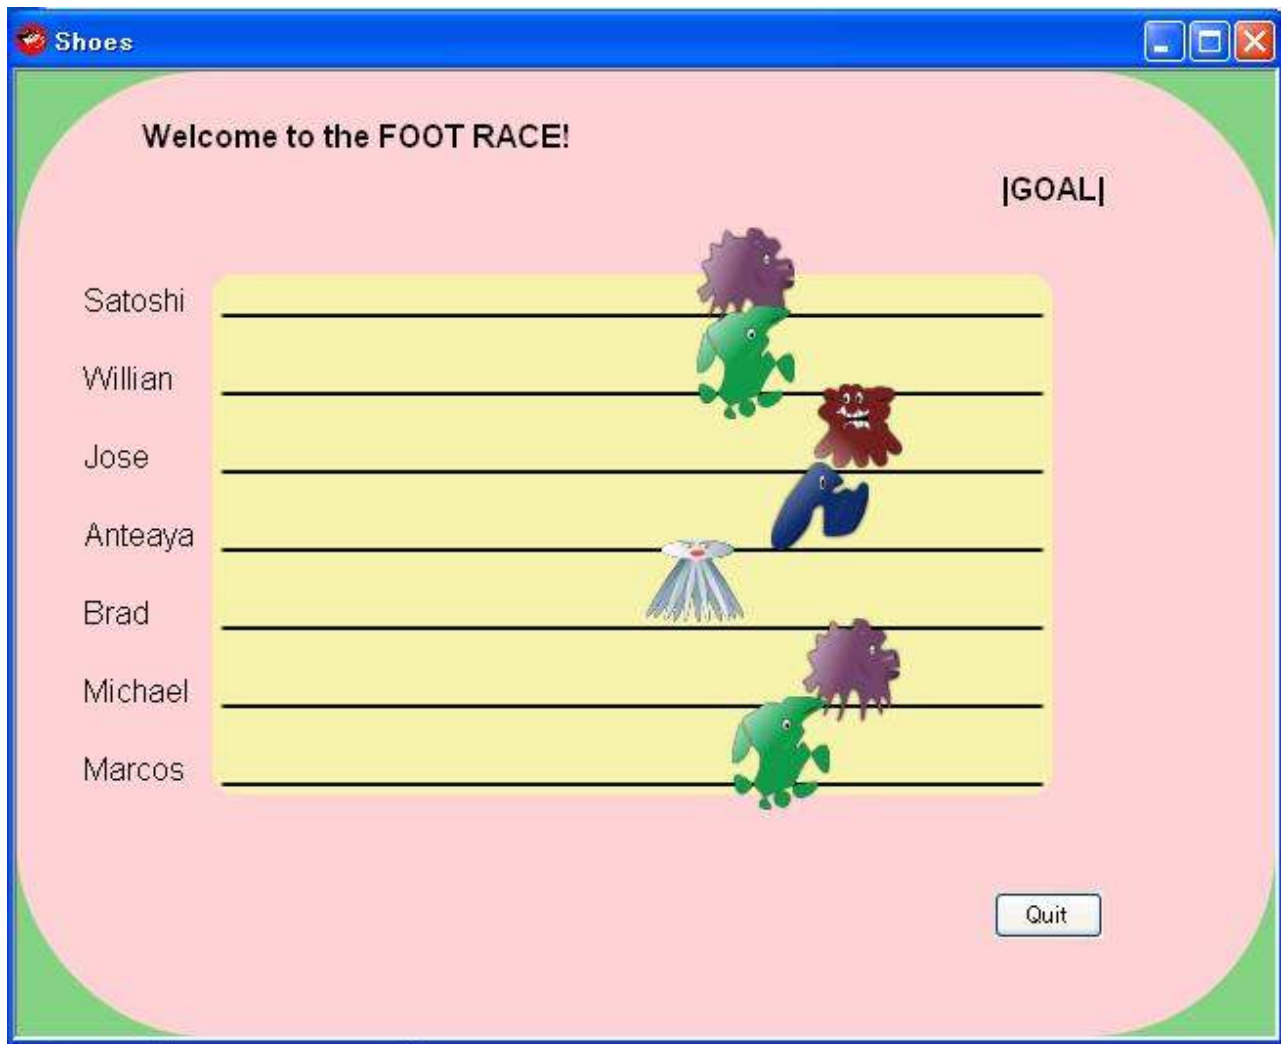 Shoes
Welcome to the FOOT RACE!
|GOAL|
Satoshi
Willian
Jose
Anteaya
Brad
Michael
Marcos
Quit